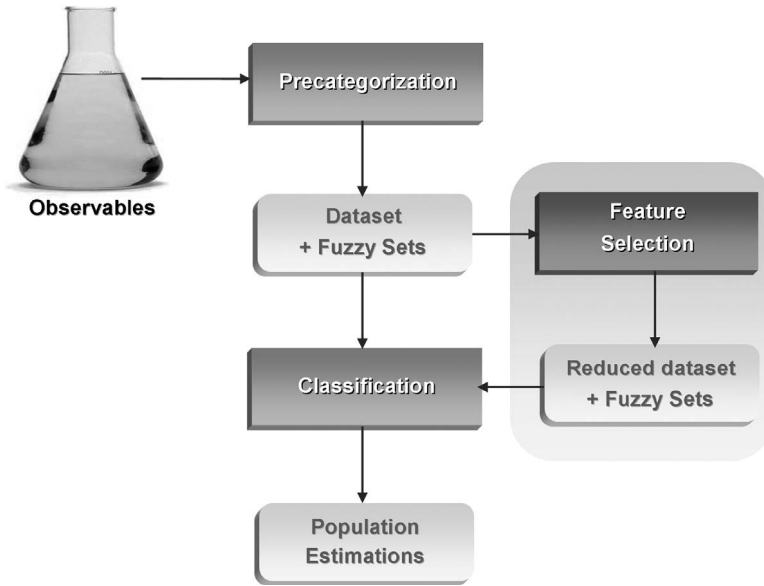 Precategorization
Observables
Dataset
+ Fuzzy Sets
Feature
Selection
Classification
Reduced dataset
+ Fuzzy Sets
Population
Estimations